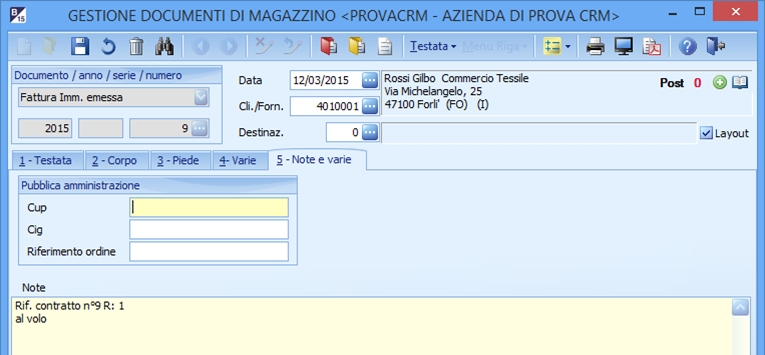 B
15
GESTIONE DOCUMENTI DI MAGAZZINO <PROVACRM - AZIENDA DI PROVA CRM>
Testata Menu Riga
Documento / anno / serie / numero
Fattura Imm. emessa
2015 9
Data 12/03/2015
Cli./Forn. 4010001
Destinaz. 0
Rossi Gilbo Commercio Tessile
Via Michelangelo, 25
47100 Forli' (FO) (I)
Post 0
Layout
1 - Testata 2 - Corpo 3 - Piede 4- Varie 5 - Note e varie
Pubblica amministrazione
Cup
Cig
Riferimento ordine
Note
Rif. contratto n°9 R: 1
al volo